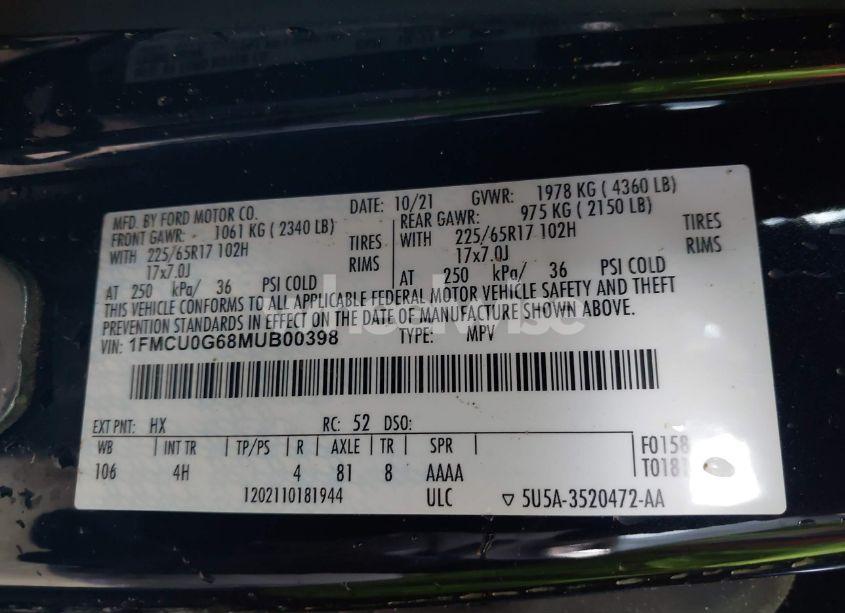 MFD. BY FORD MOTOR CO. DATE: 10/21 GVWR: 1978 KG ( 4360 LB)
FRONT GAWR: 1061 KG ( 2340 LB) REAR GAWR: 975 KG ( 2150 LB)
WITH 225/65R17 102H TIRES WITH 225/65R17 102H TIRES
17x7.0J RIMS 17x7.0J RIMS
AT 250 kPa/ 36 PSI COLD AT 250 kPa/ 36 PSI COLD
THIS VEHICLE CONFORMS TO ALL APPLICABLE FEDERAL MOTOR VEHICLE SAFETY AND THEFT
PREVENTION STANDARDS IN EFFECT ON THE DATE OF MANUFACTURE SHOWN ABOVE.
VIN: 1FMCU0G68MUB00398 TYPE: MPV
EXT PNT: HX RC: 52 DSO:
WB INT TR TP/PS R AXLE TR SPR F0158
106 4H 4 81 8 AAAA T0181
1202110181944 ULC ▽ 5U5A-3520472-AA